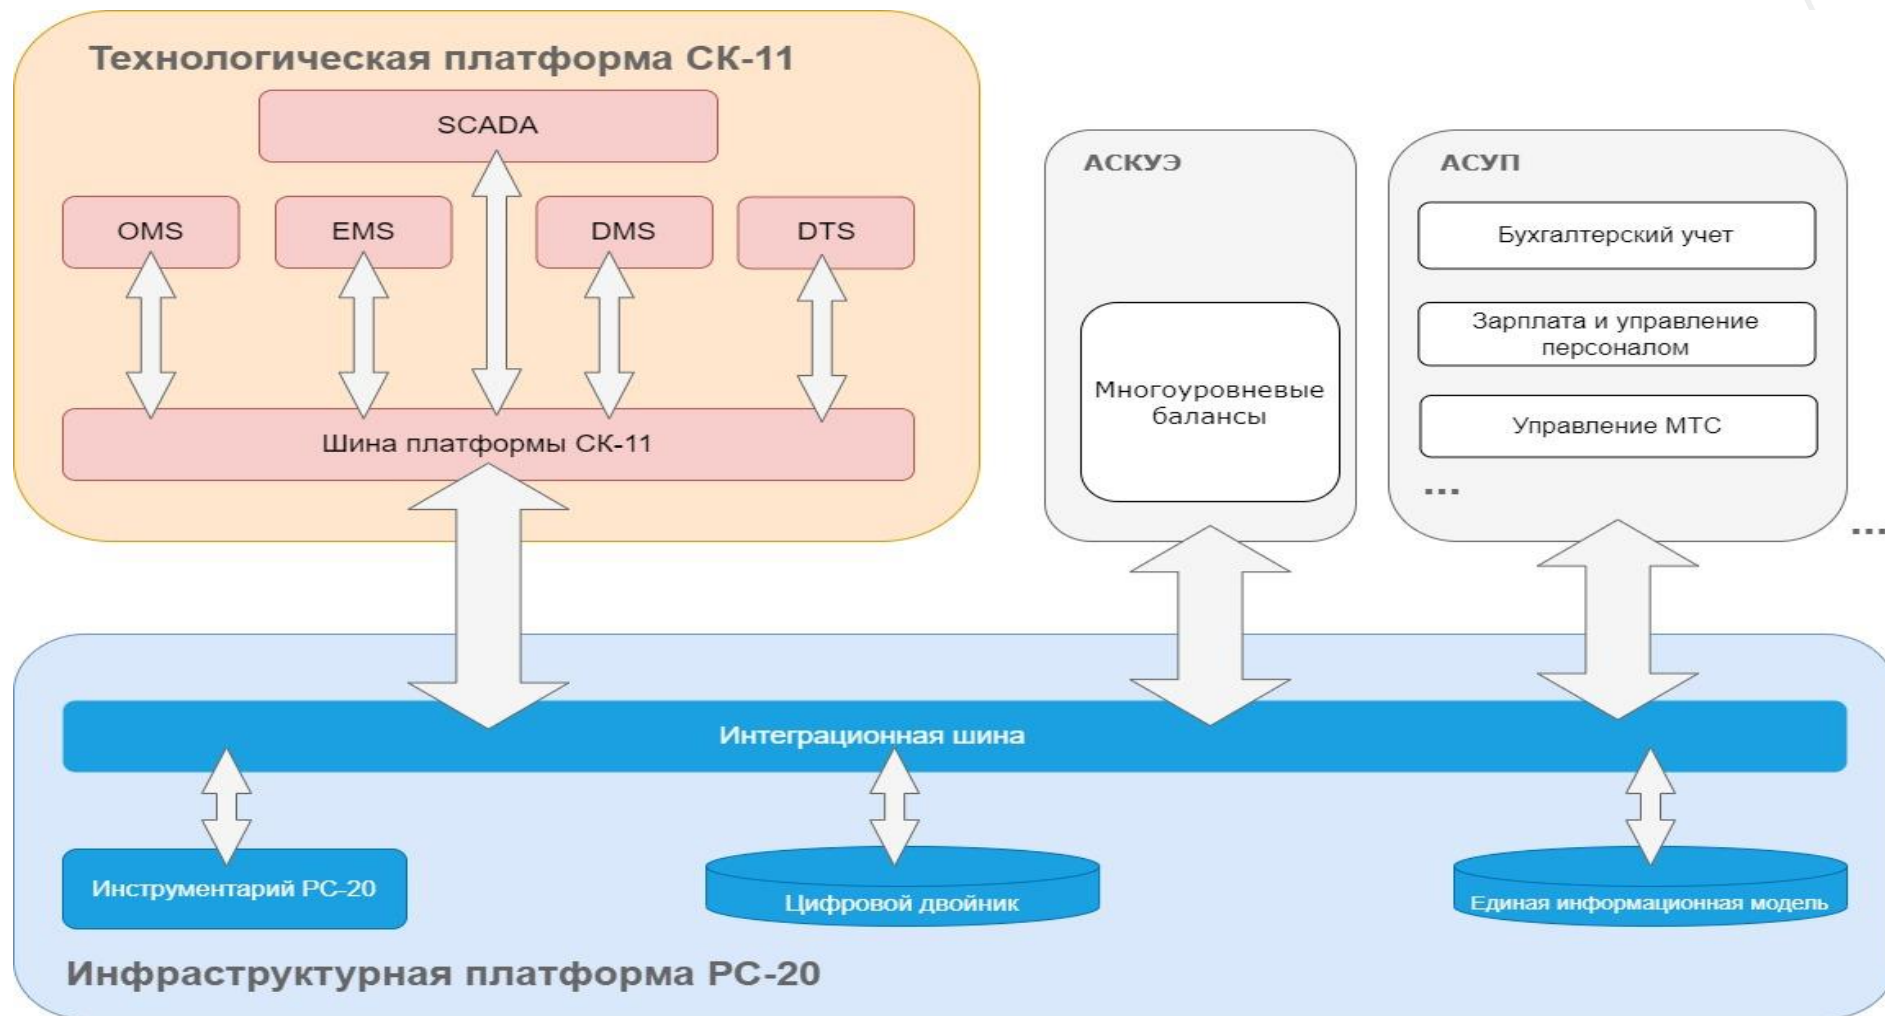 Технологическая платформа СК-11
SCADA
OMS
EMS
DMS
DTS
Шина платформы СК-11
АСКУЭ
Многоуровневые
балансы
АСУП
Бухгалтерский учет
Зарплата и управление
персоналом
Управление МТС
...
...
Интеграционная шина
Инструментарий РС-20
Цифровой двойник
Единая информационная модель
Инфраструктурная платформа РС-20